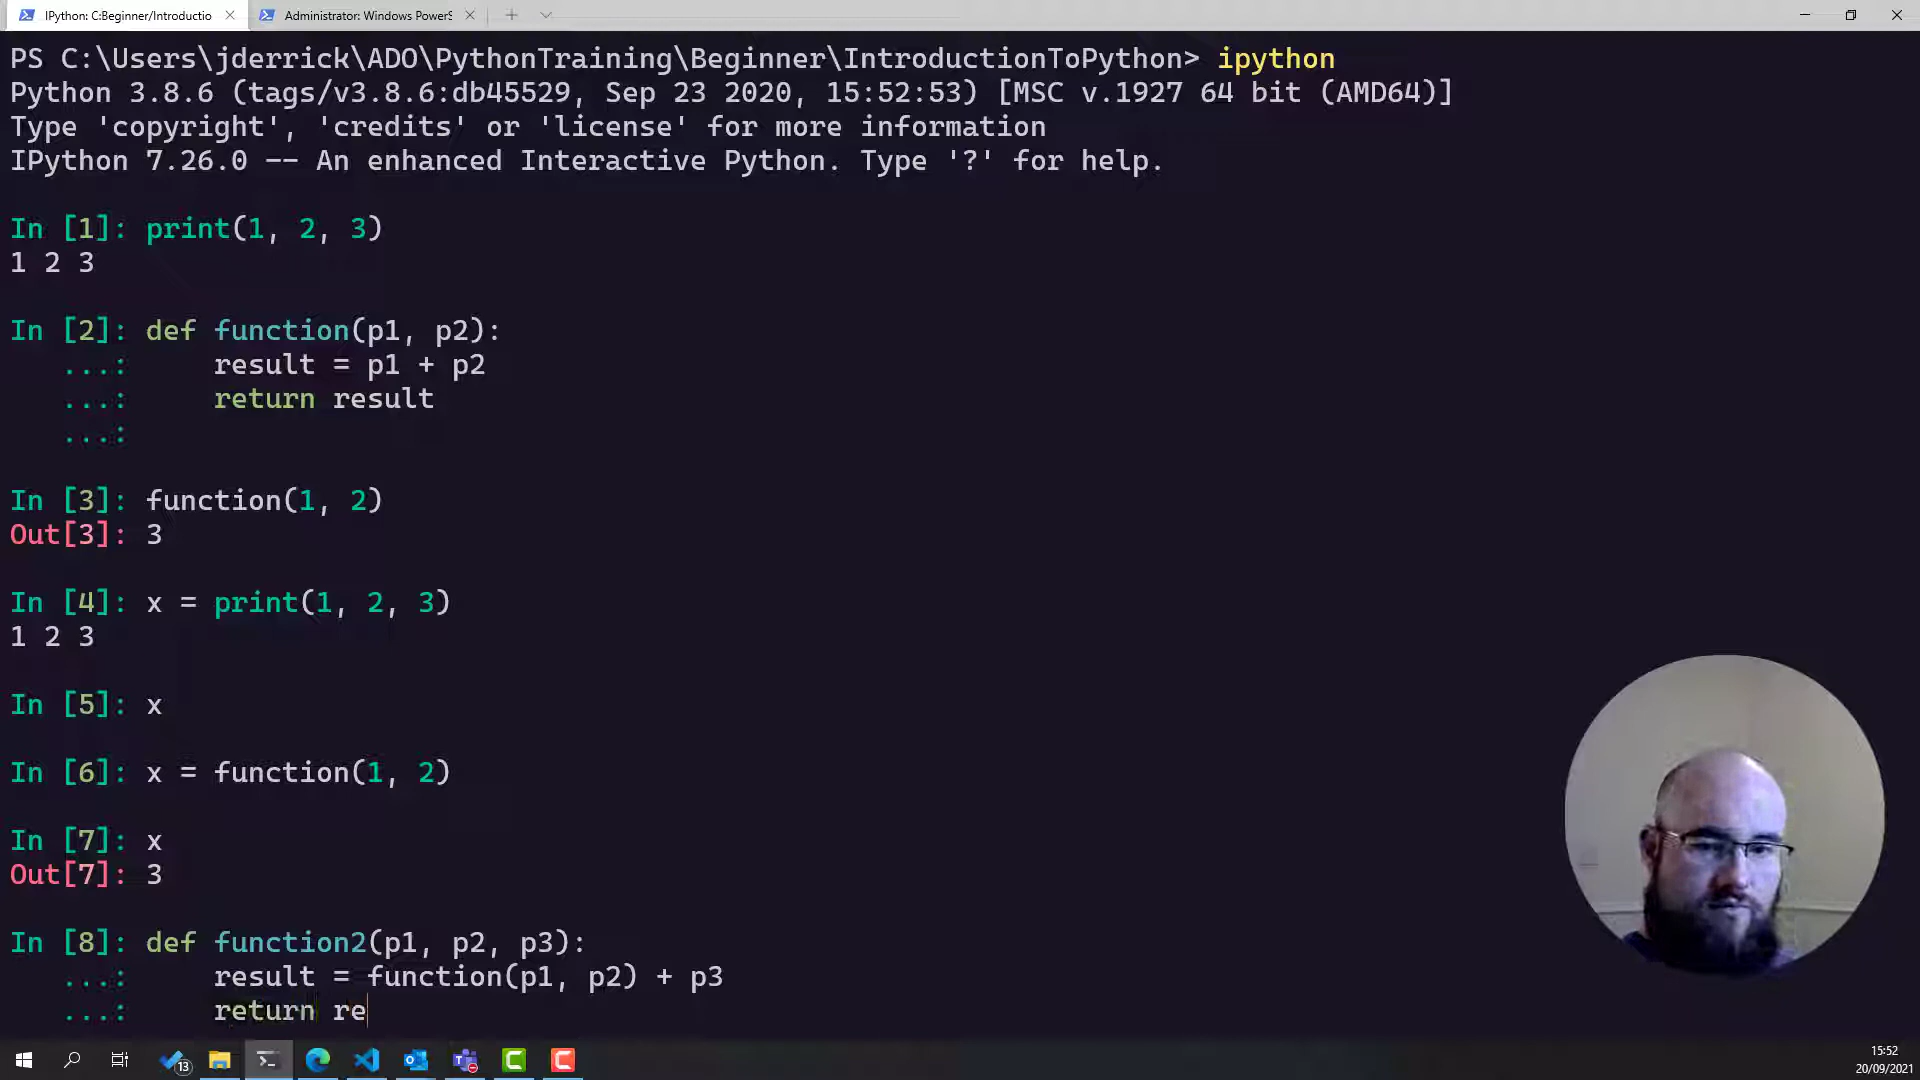 IPython: C:Beginner/Introductio
Administrator: Windows PowerS
PS C:\Users\jderrick\ADO\PythonTraining\Beginner\IntroductionToPython> ipython
Python 3.8.6 (tags/v3.8.6:db45529, Sep 23 2020, 15:52:53) [MSC v.1927 64 bit (AMD64)]
Type 'copyright', 'credits' or 'license' for more information
IPython 7.26.0 -- An enhanced Interactive Python. Type '?' for help.
In [1]: print(1, 2, 3)
1 2 3
In [2]: def function(p1, p2):
...:     result = p1 + p2
...:     return result
...:
In [3]: function(1, 2)
Out[3]: 3
In [4]: x = print(1, 2, 3)
1 2 3
In [5]: x
In [6]: x = function(1, 2)
In [7]: x
Out[7]: 3
In [8]: def function2(p1, p2, p3):
...:     result = function(p1, p2) + p3
...:     return re
13
15:52
20/09/2021